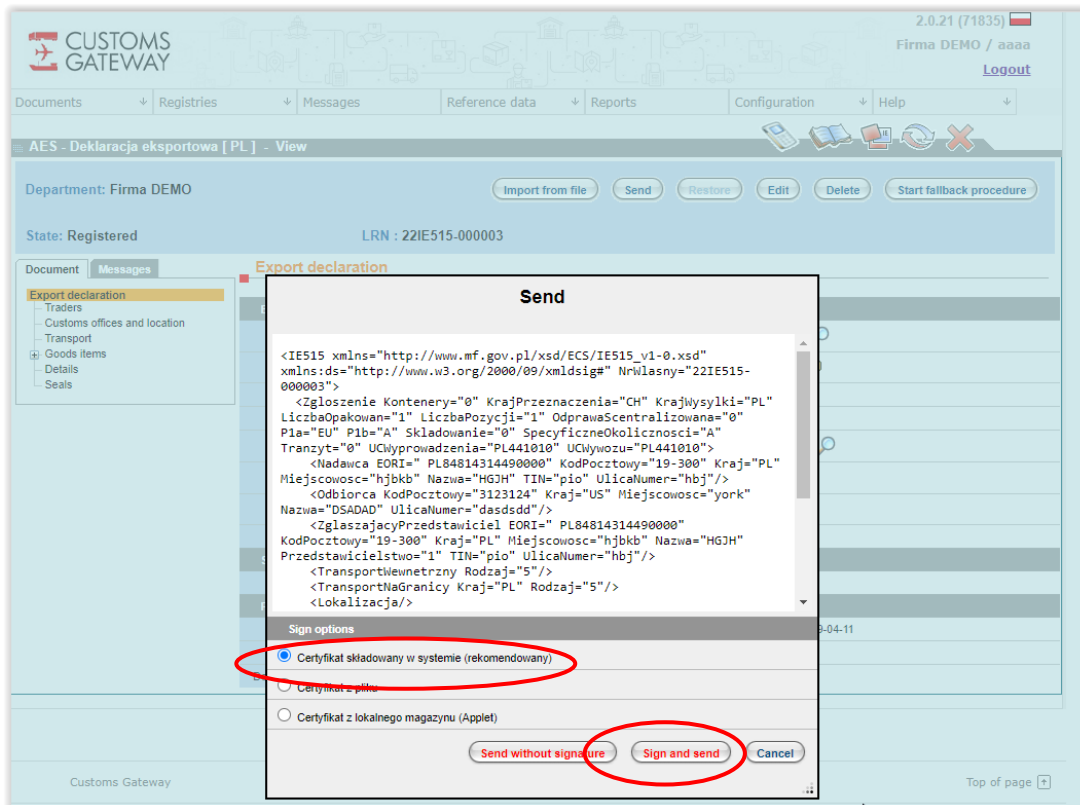 2.0.21 (71835)
CUSTOMS
GATEWAY
Firma DEMO / aaaa
Logout
Documents Registries Messages Reference data Reports Configuration Help
AES - Deklaracja eksportowa [ PL ] - View
Department: Firma DEMO Import from file Send Restore Edit Delete Start fallback procedure
State: Registered LRN : 22IE515-000003
Document Messages Export declaration
Export declaration
Traders
Customs offices and location
Transport
Goods items
Details
Seals
Send
<IE515 xmlns="http://www.mf.gov.pl/xsd/ECS/IE515_v1-0.xsd"
xmlns:ds="http://www.w3.org/2000/09/xmldsig#" NrWlasny="22IE515-
000003">
<Zgloszenie Kontenery="0" KrajPrzeznaczenia="CH" KrajWysylki="PL"
LiczbaOpakowan="1" LiczbaPozycji="1" OdprawaScentralizowana="0"
P1a="EU" P1b="A" Skladowanie="0" SpecyficzneOkolicznosci="A"
Tranzyt="0" UCWyprowadzenia="PL441010" UCWywozu="PL441010">
<Nadawca EORI=" PL84814314490000" KodPocztowy="19-300" Kraj="PL"
Miejscowosc="hjbkb" Nazwa="HGJH" TIN="pio" UlicaNumer="hbj"/>
<Odbiorca KodPocztowy="3123124" Kraj="US" Miejscowosc="york"
Nazwa="DSADAD" UlicaNumer="dasdsdd"/>
<ZglaszajacyPrzedstawiciel EORI=" PL84814314490000"
KodPocztowy="19-300" Kraj="PL" Miejscowosc="hjbkb" Nazwa="HGJH"
Przedstawicielstwo="1" TIN="pio" UlicaNumer="hbj"/>
<TransportWewnetrzny Rodzaj="5"/>
<TransportNaGranicy Kraj="PL" Rodzaj="5"/>
<Lokalizacja/>
Sign options
Certyfikat składowany w systemie (rekomendowany)
Certyfikat z pliku
Certyfikat z lokalnego magazynu (Applet)
Send without signature Sign and send Cancel
Customs Gateway Top of page